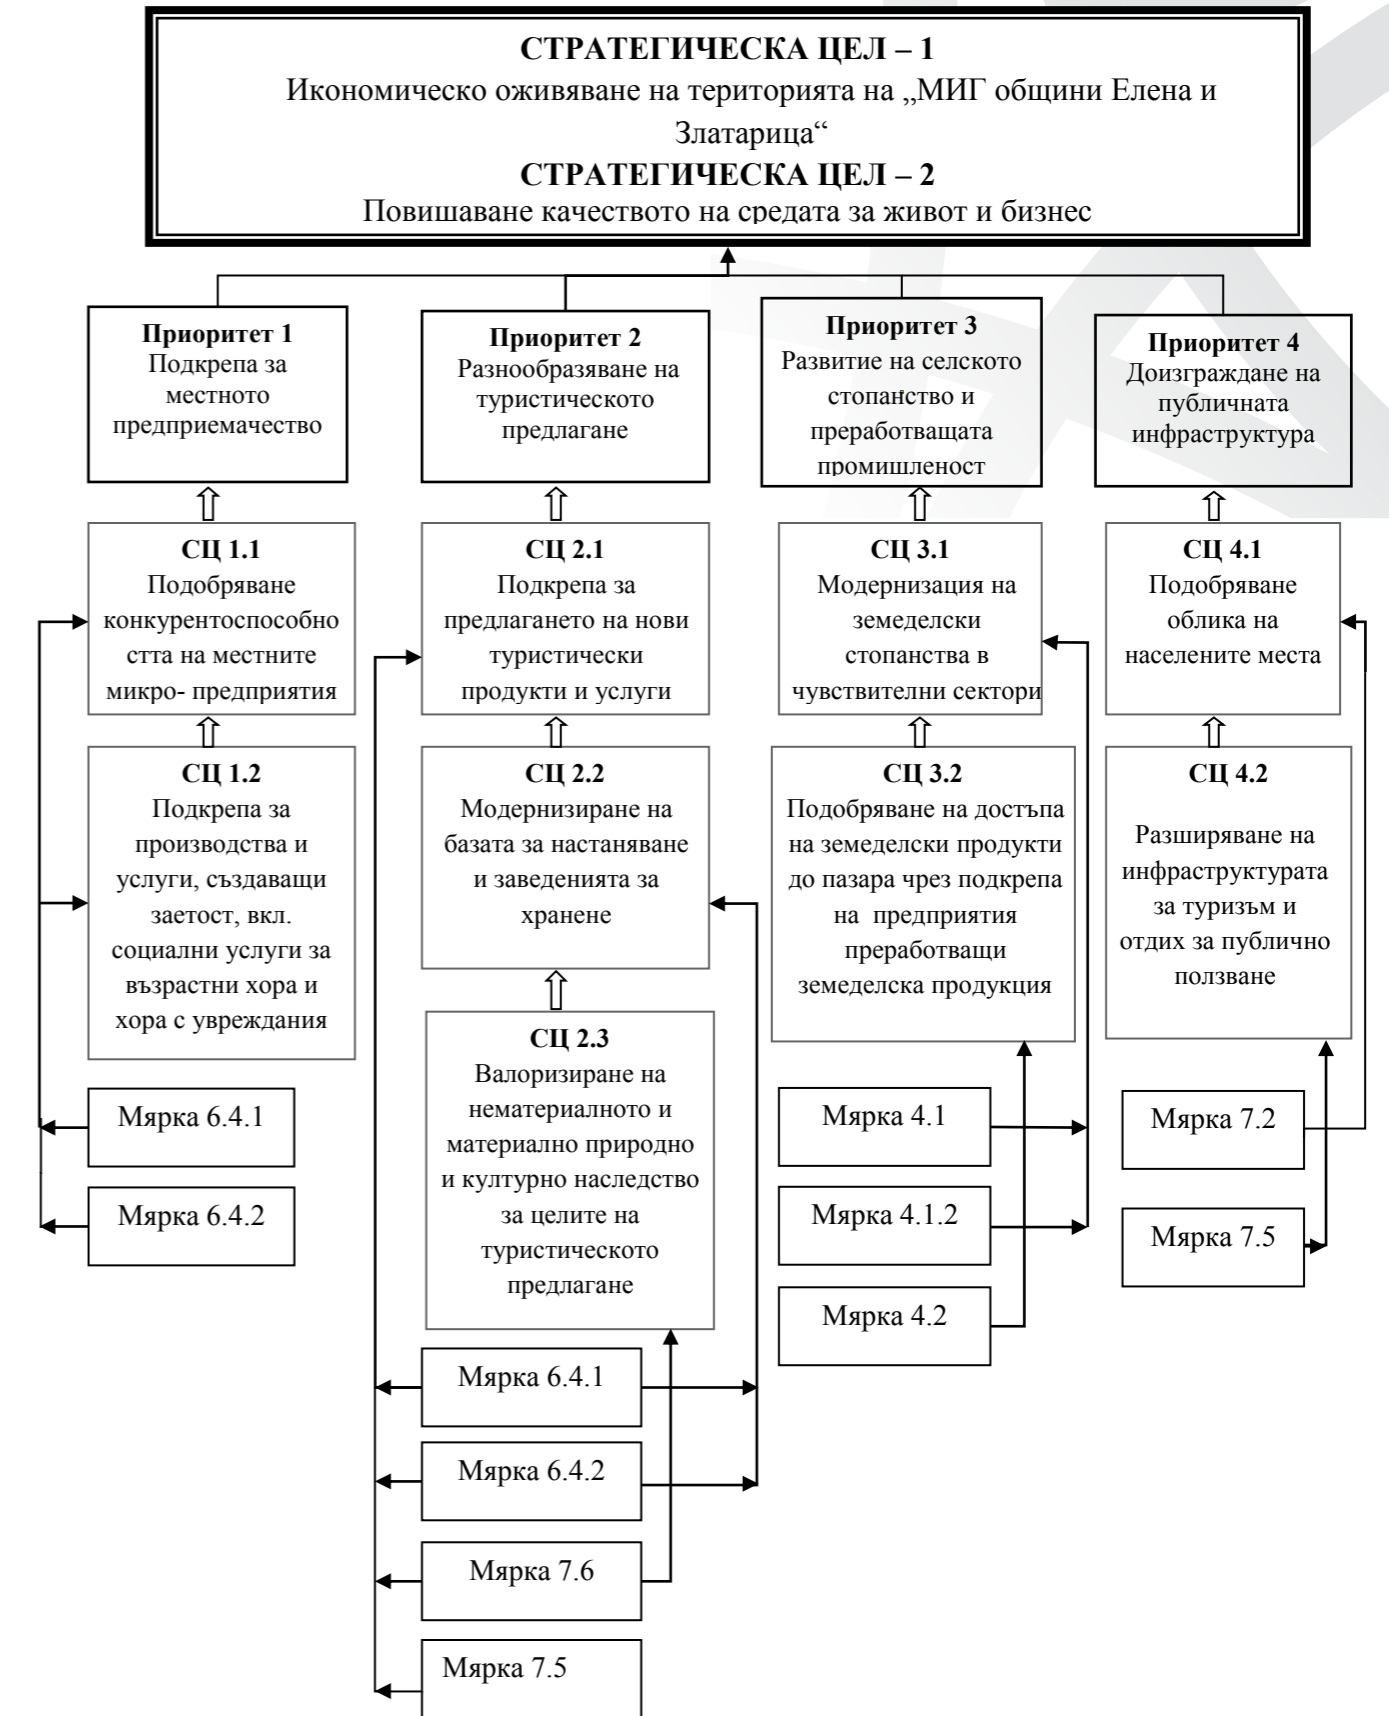 СТРАТЕГИЧЕСКА ЦЕЛ – 1
Икономическо оживяване на територията на „МИГ общини Елена и
Златарица“
СТРАТЕГИЧЕСКА ЦЕЛ – 2
Повишаване качеството на средата за живот и бизнес
Приоритет 1
Подкрепа за
местното
предприемачество
Приоритет 2
Разнообразяване на
туристическото
предлагане
Приоритет 3
Развитие на селското
стопанство и
преработващата
промишленост
Приоритет 4
Доизграждане на
публичната
инфраструктура
СЦ 1.1
Подобряване
конкурентоспособно
стта на местните
микро- предприятия
СЦ 2.1
Подкрепа за
предлагането на нови
туристически
продукти и услуги
СЦ 3.1
Модернизация на
земеделски
стопанства в
чувствителни сектори
СЦ 4.1
Подобряване
облика на
населените места
СЦ 1.2
Подкрепа за
производства и
услуги, създаващи
заетост, вкл.
социални услуги за
възрастни хора и
хора с увреждания
СЦ 2.2
Модернизиране на
базата за настаняване
и заведенията за
хранене
СЦ 3.2
Подобряване на достъпа
на земеделски продукти
до пазара чрез подкрепа
на предприятия
преработващи
земеделска продукция
СЦ 4.2
Разширяване на
инфраструктурата
за туризъм и
отдих за публично
ползване
СЦ 2.3
Валоризиране на
нематериалното и
материално природно
и културно наследство
за целите на
туристическото
предлагане
Мярка 6.4.1
Мярка 6.4.2
Мярка 4.1
Мярка 4.1.2
Мярка 4.2
Мярка 7.2
Мярка 7.5
Мярка 6.4.1
Мярка 6.4.2
Мярка 7.6
Мярка 7.5